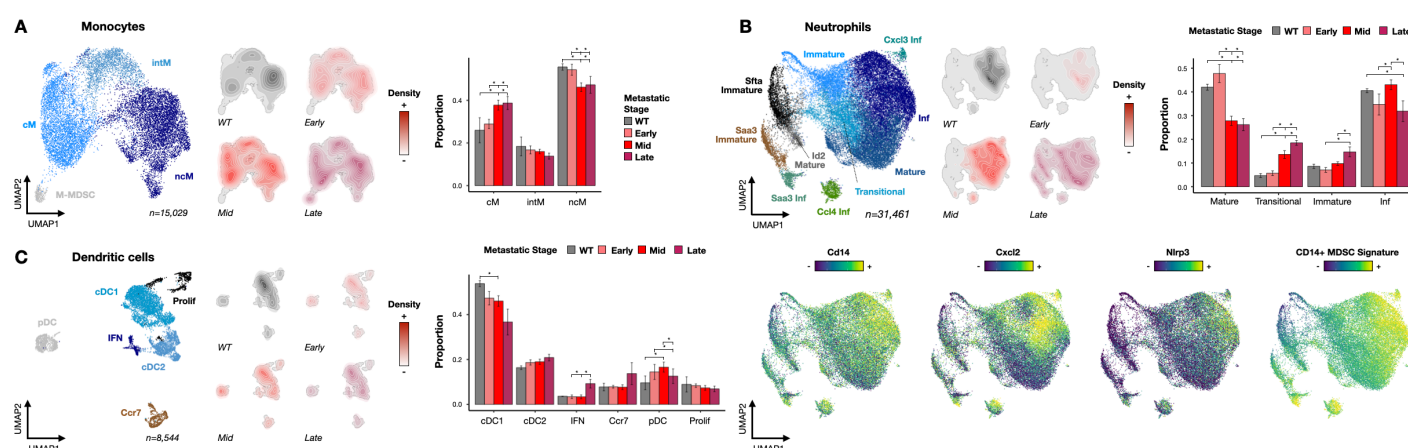 A
Monocytes
intM
cM
ncM
M-MDSC
UMAP2
UMAP1
n=15,029
WT
Early
Mid
Late
Density
+
-
Proportion
0.4
0.2
0.0
* *
* *
*
* *
* *
*
cM
intM
ncM
Metastatic
Stage
WT
Early
Mid
Late
B
Neutrophils
Cxcl3 Inf
Immature
Sfta
Immature
Saa3
Immature
Inf
Id2
Mature
Mature
Transitional
Saa3 Inf
Ccl4 Inf
UMAP2
UMAP1
n=31,461
WT
Early
Mid
Late
Density
+
-
Metastatic Stage
WT
Early
Mid
Late
Proportion
0.5
0.4
0.3
0.2
0.1
0.0
Mature
Transitional
Immature
Inf
C
Dendritic cells
cDC1
Prolif
pDC
IFN
cDC2
Ccr7
UMAP2
UMAP1
n=8,544
WT
Early
Mid
Late
Density
+
-
Metastatic Stage
WT
Early
Mid
Late
Proportion
0.4
0.2
0.0
cDC1
cDC2
IFN
Ccr7
pDC
Prolif
Cd14
- +
Cxcl2
- +
Nlrp3
- +
CD14+ MDSC Signature
- +
UMAP2
UMAP1